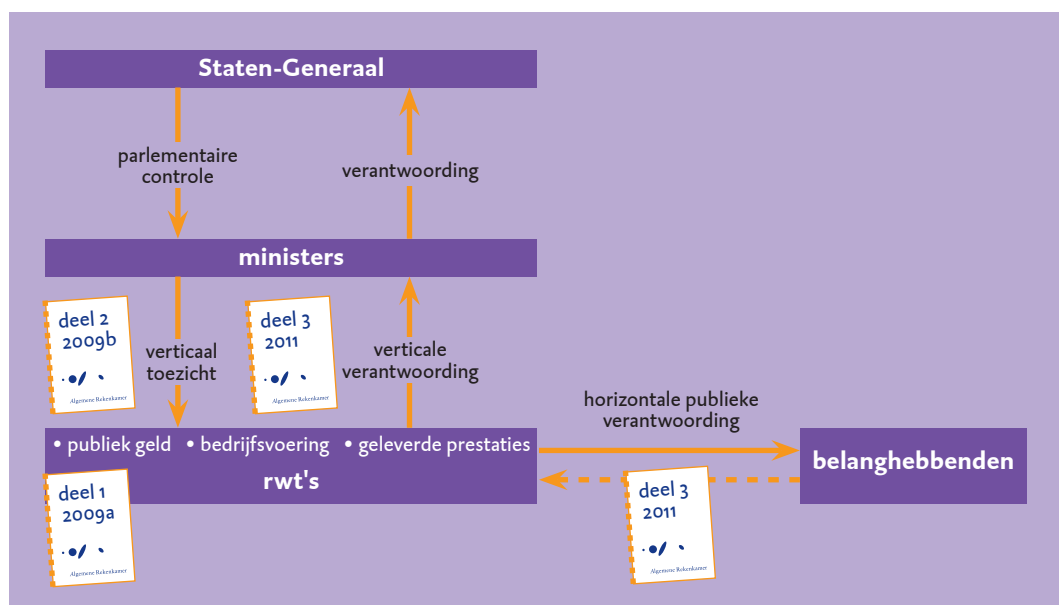 Staten-Generaal
parlementaire
controle
verantwoording
ministers
deel 2
2009b
Algemene Rekenkamer
verticaal
toezicht
deel 3
2011
Algemene Rekenkamer
verticale
verantwoording
horizontale publieke
verantwoording
• publiek geld • bedrijfsvoering • geleverde prestaties
rwt's
belanghebbenden
deel 1
2009a
Algemene Rekenkamer
deel 3
2011
Algemene Rekenkamer